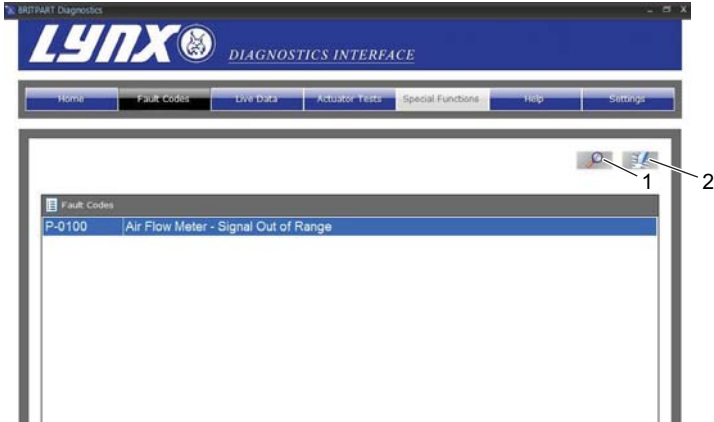 BRITPART Diagnostics
LYNX DIAGNOSTICS INTERFACE
Home Fault Codes Live Data Actuator Tests Special Functions Help Settings
1 2
Fault Codes
P-0100 Air Flow Meter - Signal Out of Range